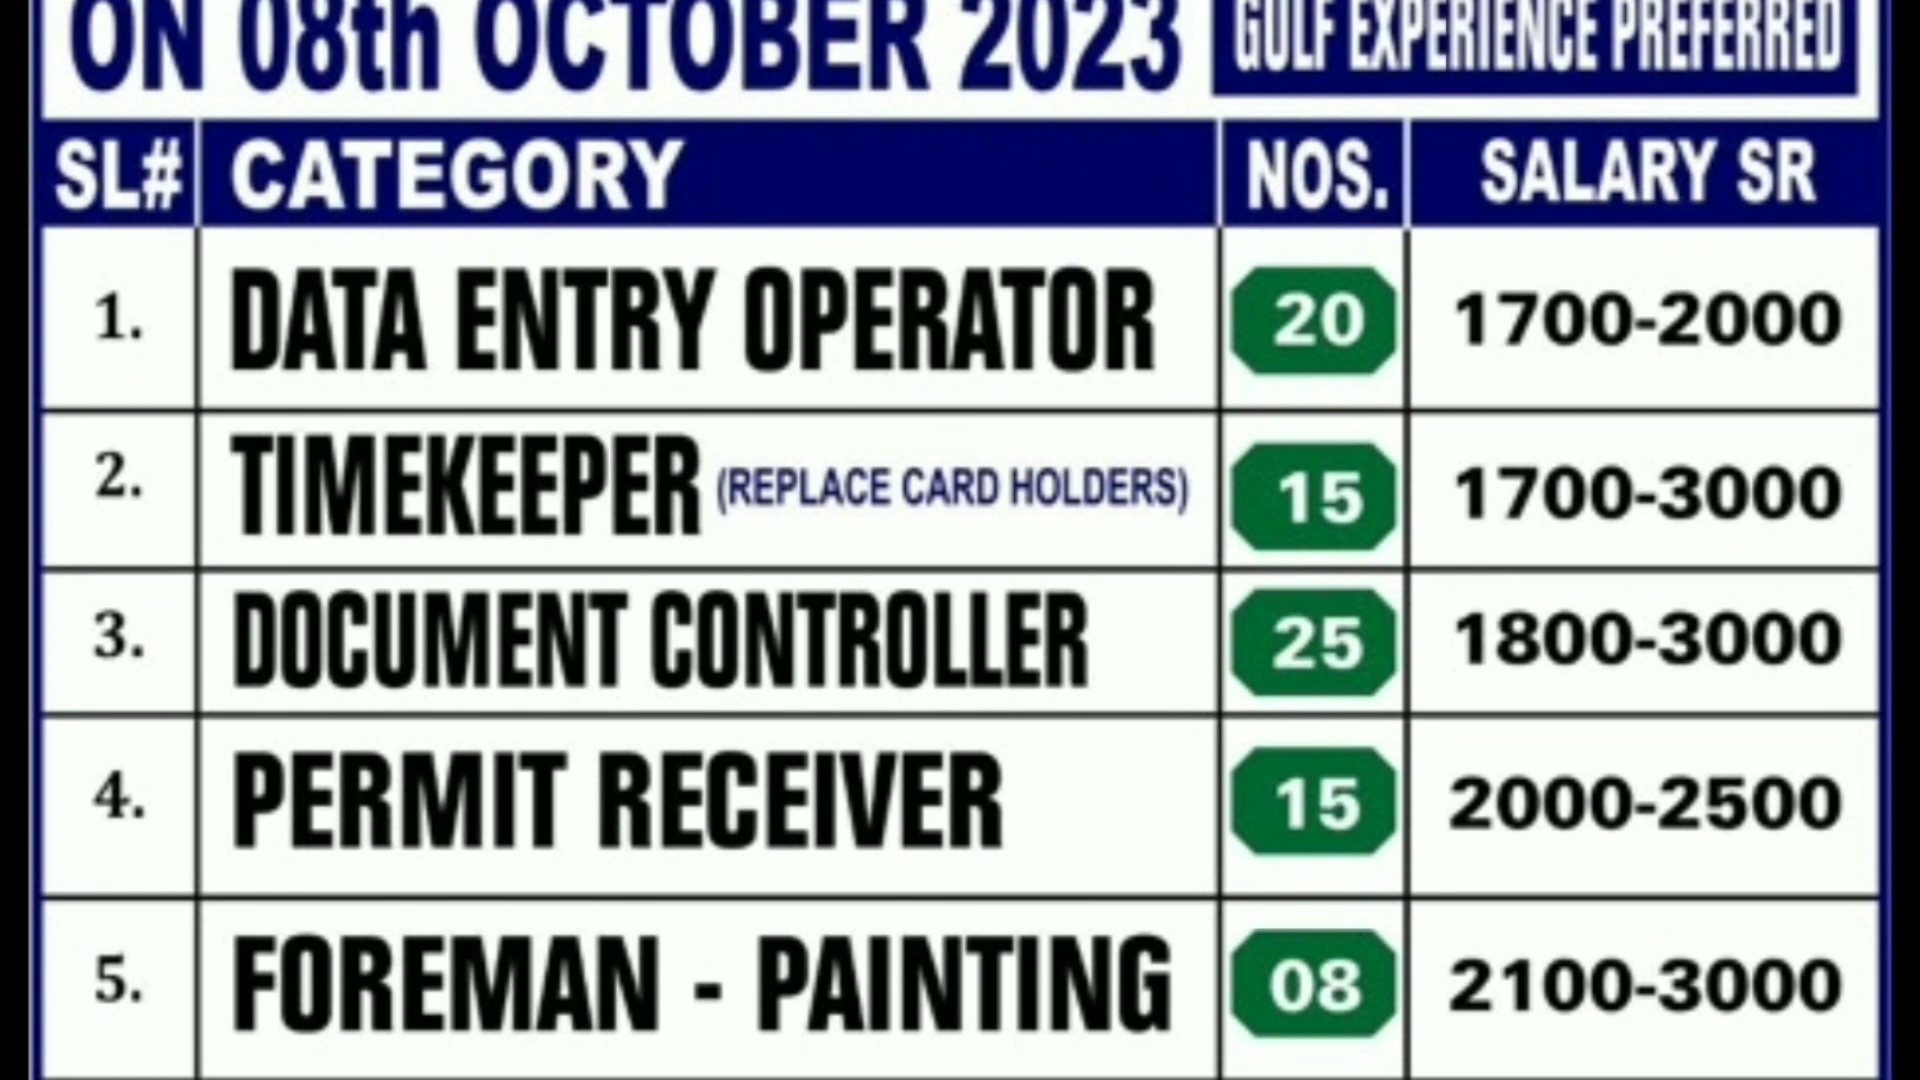 ON 08th OCTOBER 2023 GULF EXPERIENCE PREFERRED
SL# CATEGORY NOS. SALARY SR
1. DATA ENTRY OPERATOR 20 1700-2000
2. TIMEKEEPER (REPLACE CARD HOLDERS) 15 1700-3000
3. DOCUMENT CONTROLLER 25 1800-3000
4. PERMIT RECEIVER 15 2000-2500
5. FOREMAN - PAINTING 08 2100-3000